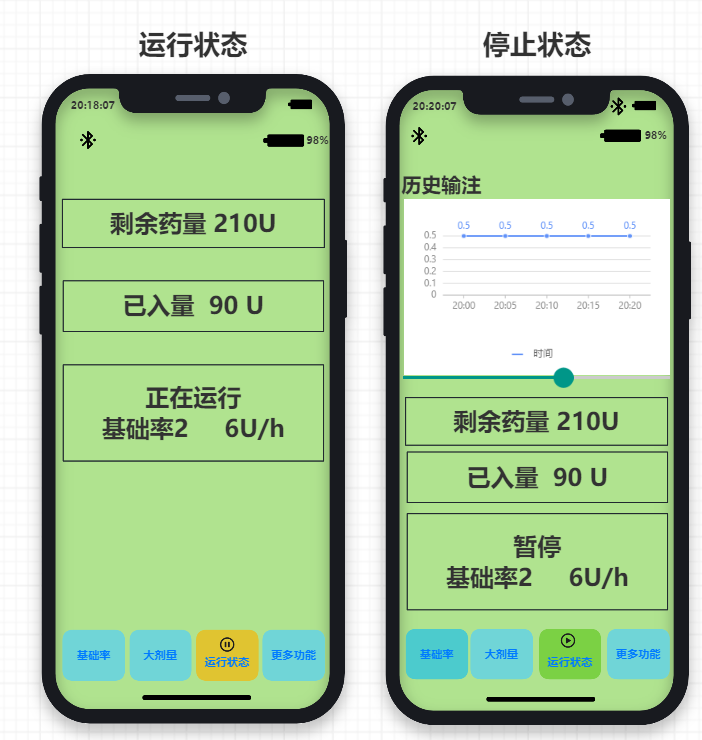 运行状态
20:18:07
98%
剩余药量 210U
已入量 90 U
正在运行
基础率2 6U/h
基础率
大剂量
运行状态
更多功能
停止状态
20:20:07
98%
历史输注
0.5 0.5 0.5 0.5 0.5
0.5
0.4
0.3
0.2
0.1
0
20:00 20:05 20:10 20:15 20:20
时间
剩余药量 210U
已入量 90 U
暂停
基础率2 6U/h
基础率
大剂量
运行状态
更多功能